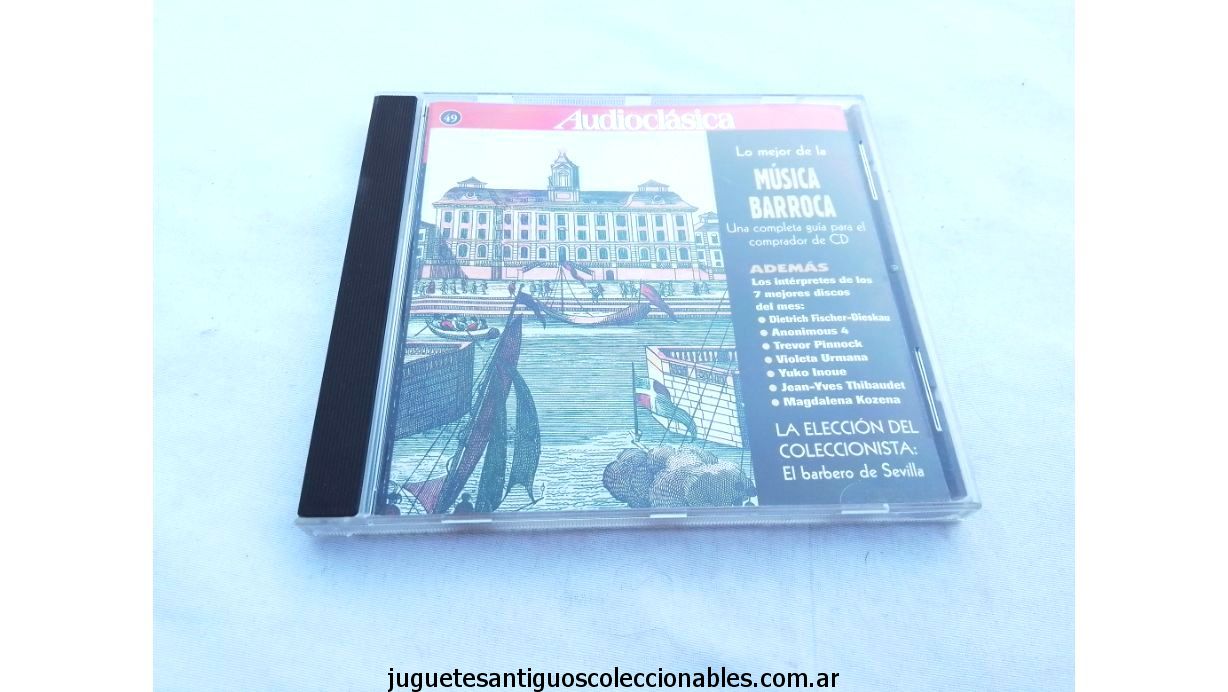 49
Audioclásica
Lo mejor de la
MÚSICA
BARROCA
Una completa guía para el
comprador de CD
ADEMÁS
Los intérpretes de los
7 mejores discos
del mes:
● Dietrich Fischer-Dieskau
● Anonimous 4
● Trevor Pinnock
● Violeta Urmana
● Yuko Inoue
● Jean-Yves Thibaudet
● Magdalena Kozena
LA ELECCIÓN DEL
COLECCIONISTA:
El barbero de Sevilla
juguetesantiguoscoleccionables.com.ar